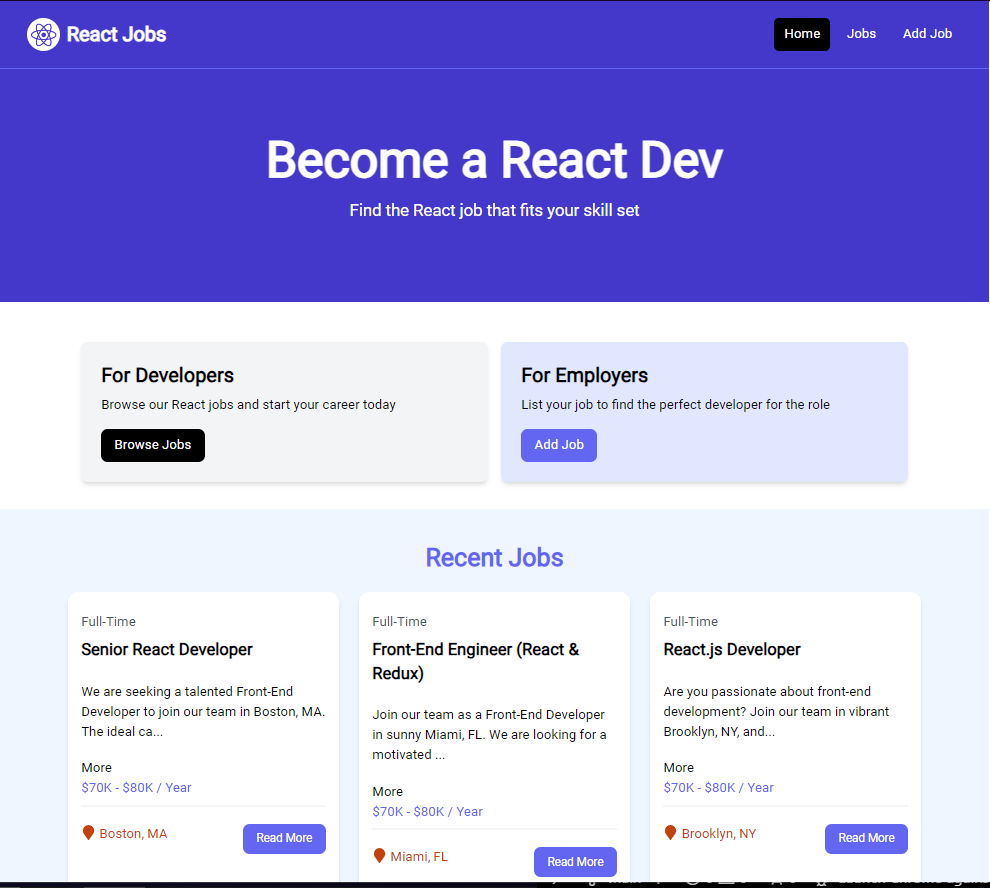 React Jobs
Home Jobs Add Job
Become a React Dev
Find the React job that fits your skill set
For Developers
Browse our React jobs and start your career today
Browse Jobs
For Employers
List your job to find the perfect developer for the role
Add Job
Recent Jobs
Full-Time
Senior React Developer
We are seeking a talented Front-End
Developer to join our team in Boston, MA.
The ideal ca...
More
$70K - $80K / Year
Boston, MA
Read More
Full-Time
Front-End Engineer (React &
Redux)
Join our team as a Front-End Developer
in sunny Miami, FL. We are looking for a
motivated ...
More
$70K - $80K / Year
Miami, FL
Read More
Full-Time
React.js Developer
Are you passionate about front-end
development? Join our team in vibrant
Brooklyn, NY, and...
More
$70K - $80K / Year
Brooklyn, NY
Read More